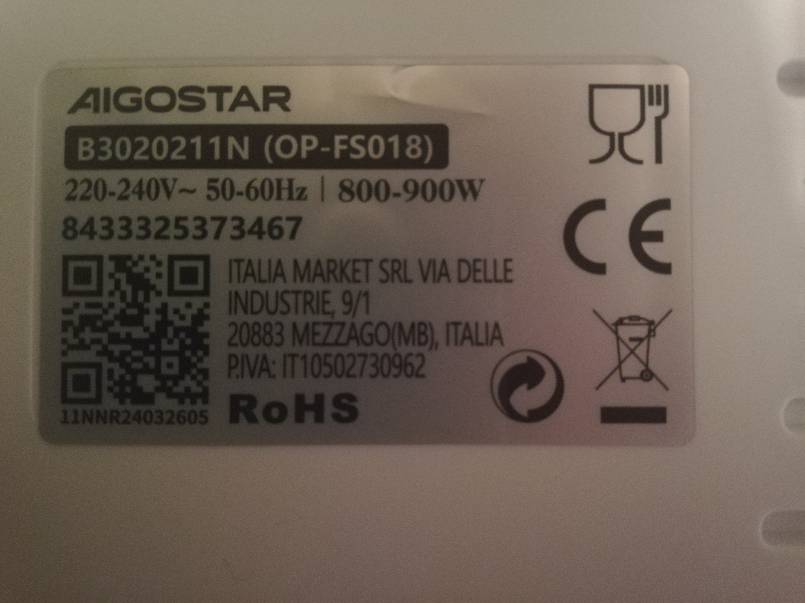 AIGOSTAR
B3020211N (OP-FS018)
220-240V~ 50-60Hz | 800-900W
8433325373467
ITALIA MARKET SRL VIA DELLE
INDUSTRIE, 9/1
20883 MEZZAGO(MB), ITALIA
P.IVA: IT10502730962
11NNR24032605
RoHS
CE